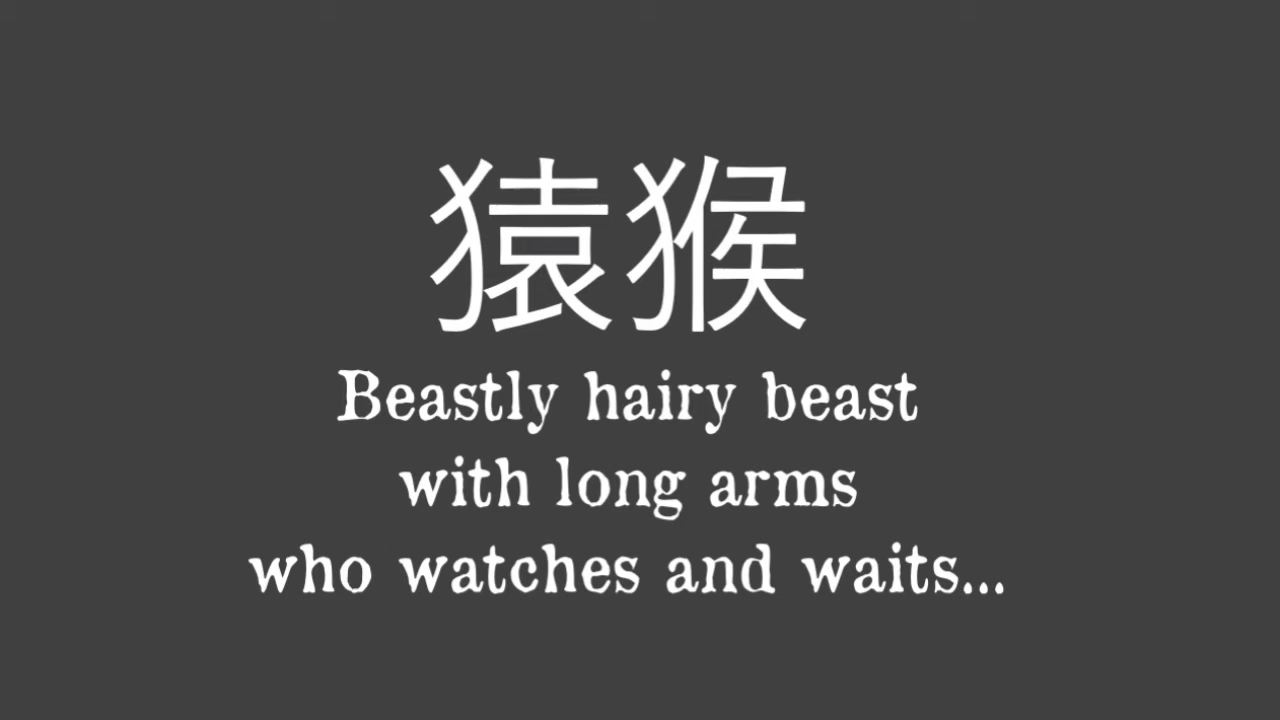 猿猴
Beastly hairy beast
with long arms
who watches and waits...